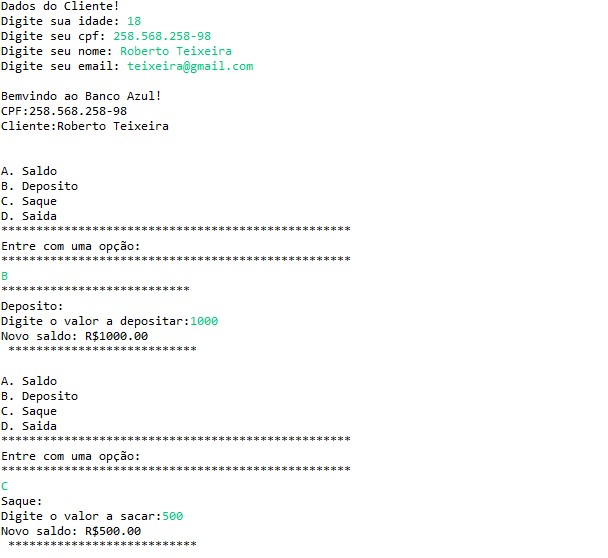 Dados do Cliente!
Digite sua idade: 18
Digite seu cpf: 258.568.258-98
Digite seu nome: Roberto Teixeira
Digite seu email: teixeira@gmail.com
Bemvindo ao Banco Azul!
CPF:258.568.258-98
Cliente:Roberto Teixeira
A. Saldo
B. Deposito
C. Saque
D. Saida
**************************************************
Entre com uma opção:
**************************************************
B
***************************
Deposito:
Digite o valor a depositar:1000
Novo saldo: R$1000.00
***************************
A. Saldo
B. Deposito
C. Saque
D. Saida
**************************************************
Entre com uma opção:
**************************************************
C
Saque:
Digite o valor a sacar:500
Novo saldo: R$500.00
***************************